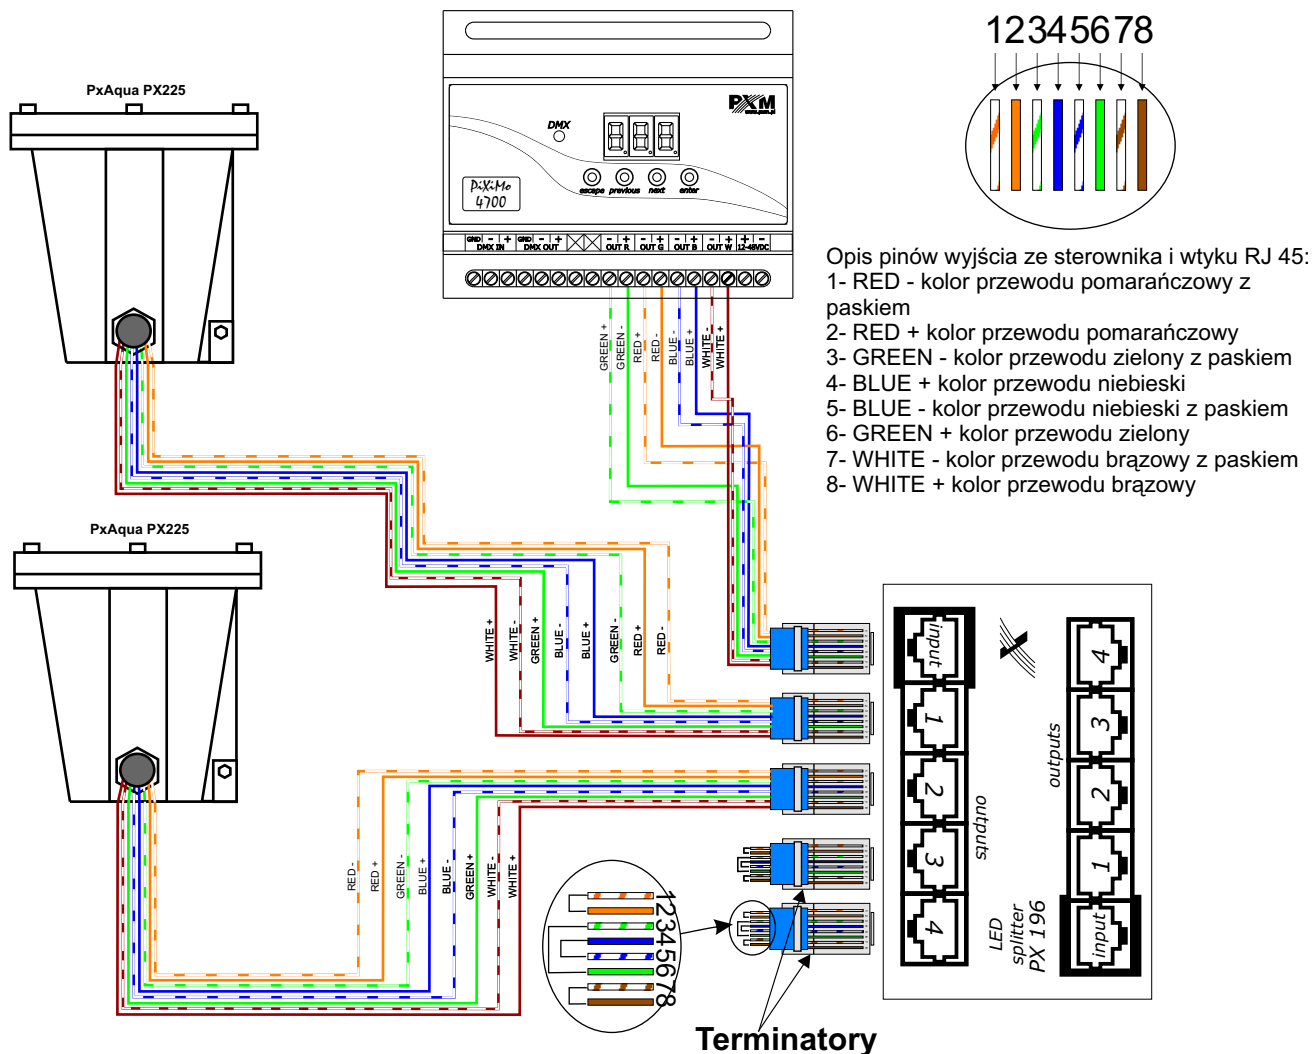 PxAqua PX225
PXM
www.pxm.pl
DMX
8.8.8.
escape previous next enter
PiXiMo
4700
GND - + GND - + - + - + - + - + + -
DMX IN DMX OUT OUT R OUT G OUT B OUT W 12-48VDC
12345678
Opis pinów wyjścia ze sterownika i wtyku RJ 45:
1- RED - kolor przewodu pomarańczowy z
paskiem
2- RED + kolor przewodu pomarańczowy
3- GREEN - kolor przewodu zielony z paskiem
4- BLUE + kolor przewodu niebieski
5- BLUE - kolor przewodu niebieski z paskiem
6- GREEN + kolor przewodu zielony
7- WHITE - kolor przewodu brązowy z paskiem
8- WHITE + kolor przewodu brązowy
GREEN +
GREEN -
RED +
RED -
BLUE -
BLUE +
WHITE -
WHITE +
PxAqua PX225
WHITE +
WHITE -
GREEN +
BLUE -
BLUE +
GREEN -
RED +
RED -
RED -
RED +
GREEN -
BLUE +
BLUE -
GREEN +
WHITE -
WHITE +
12345678
Terminatory
input
1
2
3
4
outputs
4
3
2
1
input
outputs
LED
splitter
PX 196